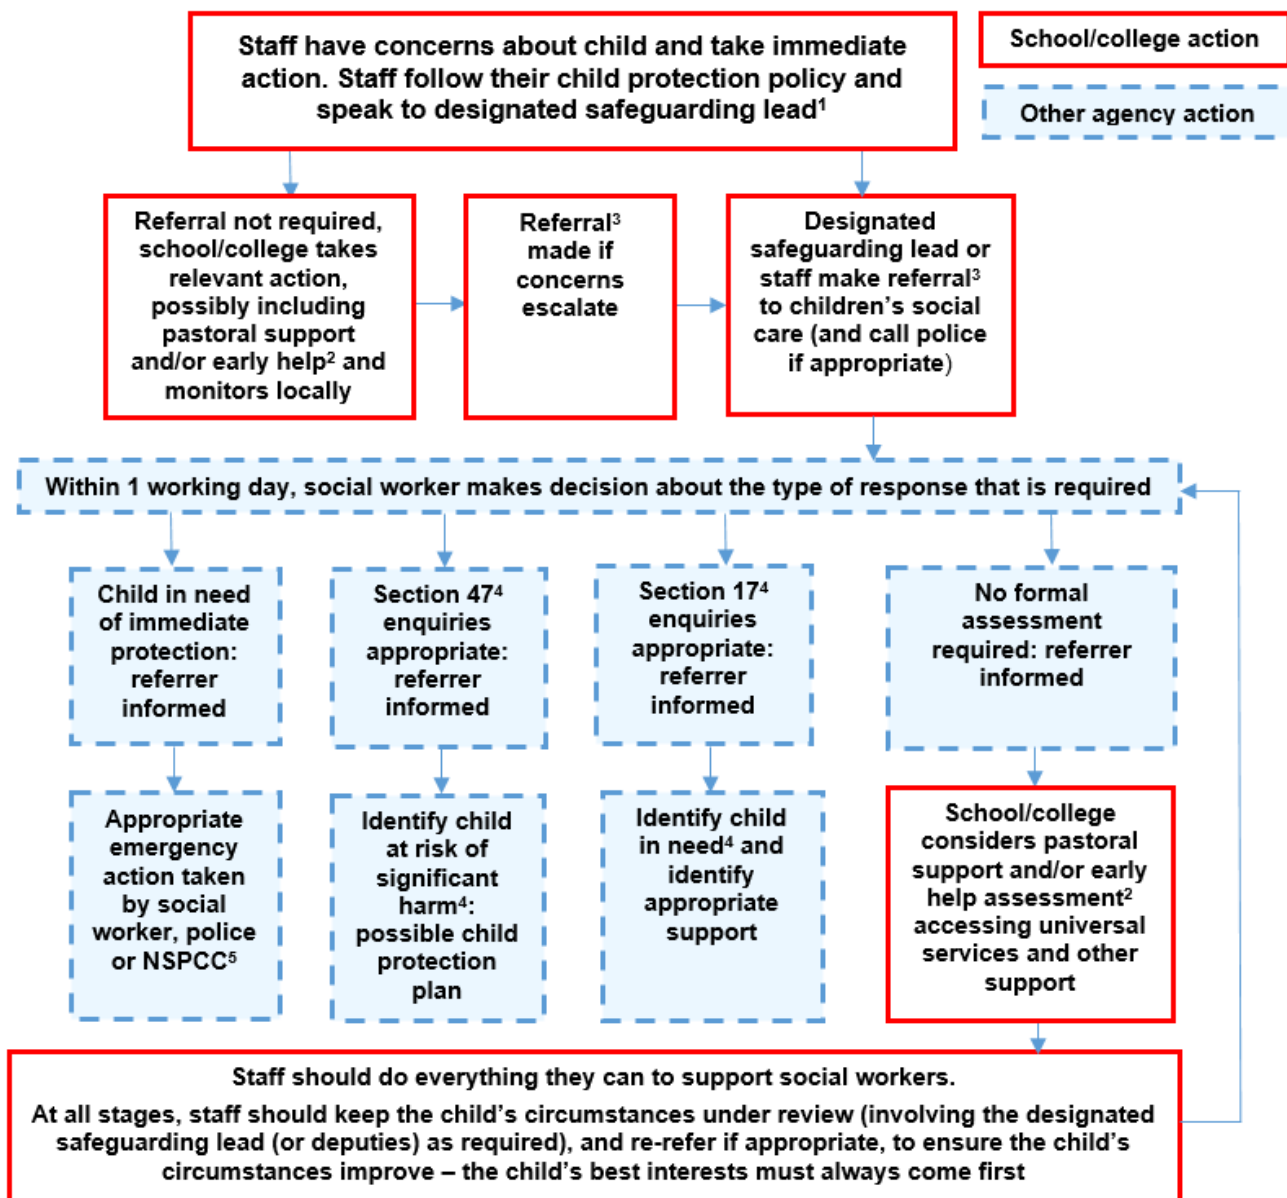 Staff have concerns about child and take immediate
action. Staff follow their child protection policy and
speak to designated safeguarding lead¹
School/college action
Other agency action
Referral not required,
school/college takes
relevant action,
possibly including
pastoral support
and/or early help² and
monitors locally
Referral³
made if
concerns
escalate
Designated
safeguarding lead or
staff make referral³
to children's social
care (and call police
if appropriate)
Within 1 working day, social worker makes decision about the type of response that is required
Child in need
of immediate
protection:
referrer
informed
Section 47⁴
enquiries
appropriate:
referrer
informed
Section 17⁴
enquiries
appropriate:
referrer
informed
No formal
assessment
required: referrer
informed
Appropriate
emergency
action taken
by social
worker, police
or NSPCC⁵
Identify child
at risk of
significant
harm⁴:
possible child
protection
plan
Identify child
in need⁴ and
identify
appropriate
support
School/college
considers pastoral
support and/or early
help assessment²
accessing universal
services and other
support
Staff should do everything they can to support social workers.
At all stages, staff should keep the child's circumstances under review (involving the designated
safeguarding lead (or deputies) as required), and re-refer if appropriate, to ensure the child's
circumstances improve – the child's best interests must always come first